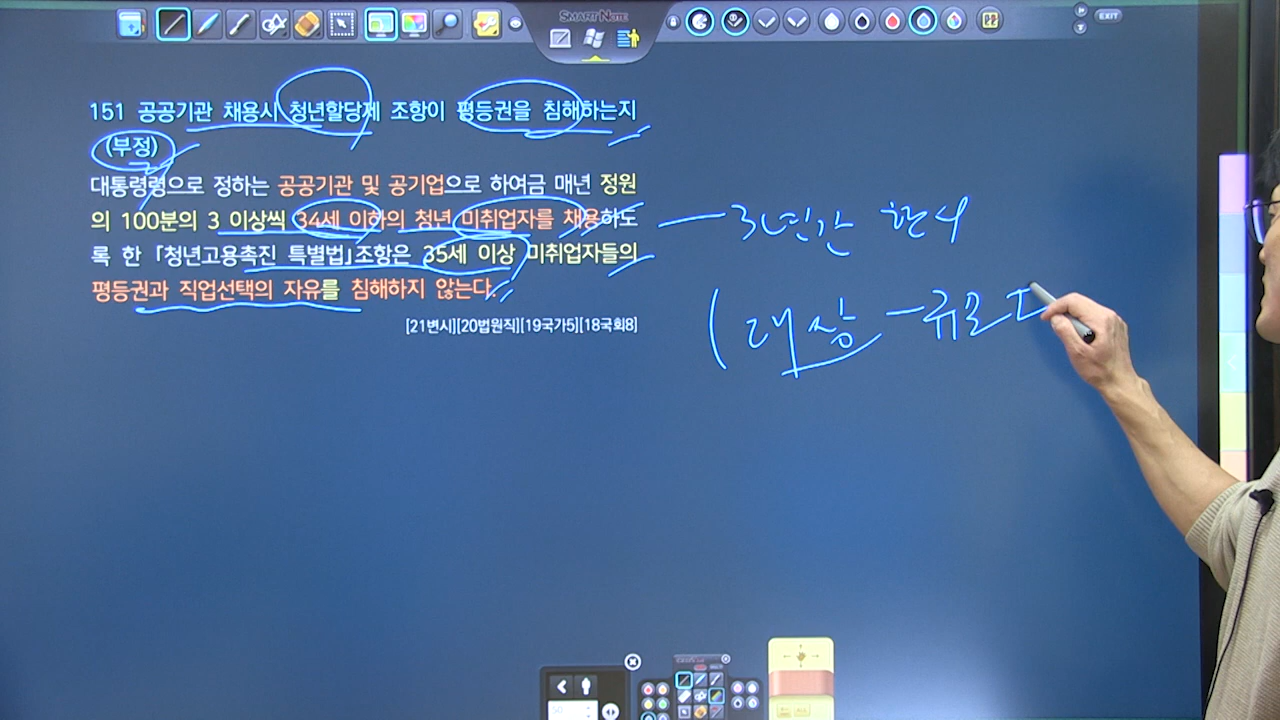 SMARTNOTE
EXIT
151 공공기관 채용시 청년할당제 조항이 평등권을 침해하는지
(부정)
대통령령으로 정하는 공공기관 및 공기업으로 하여금 매년 정원
의 100분의 3 이상씩 34세 이하의 청년 미취업자를 채용하도
록 한 「청년고용촉진 특별법」조항은 35세 이상 미취업자들의
평등권과 직업선택의 자유를 침해하지 않는다.
[21변시][20법원직][19국가5][18국회8]
3년간 한시
대상 - 규모
50